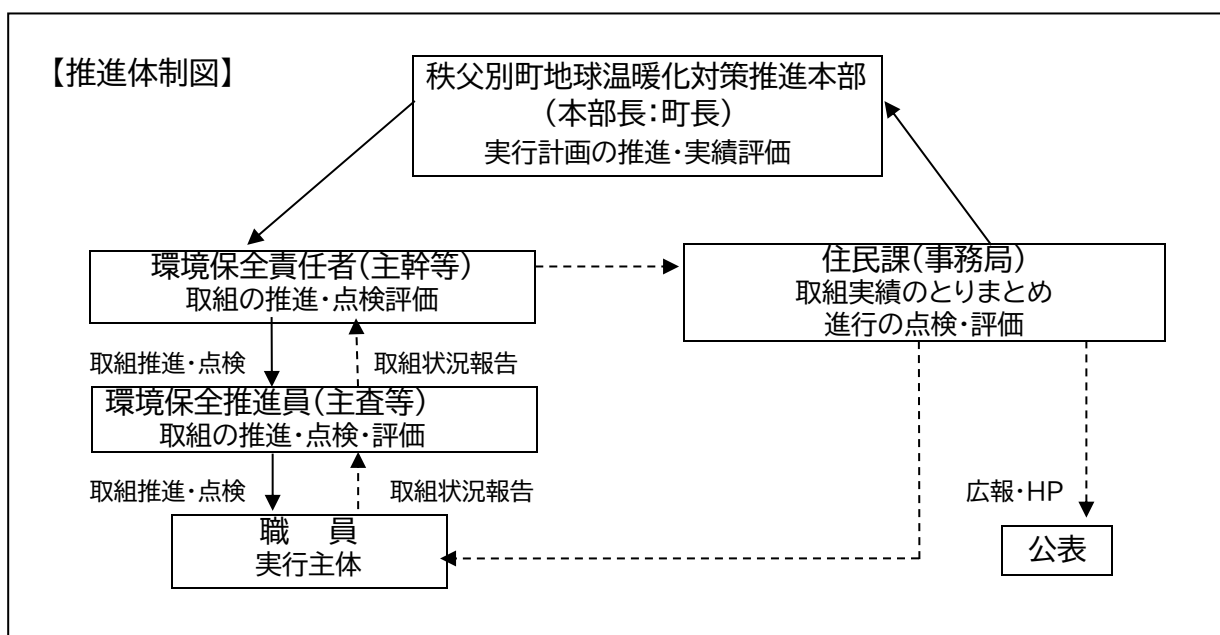 【推進体制図】
秩父別町地球温暖化対策推進本部
（本部長：町長）
実行計画の推進・実績評価
環境保全責任者（主幹等）
取組の推進・点検評価
住民課（事務局）
取組実績のとりまとめ
進行の点検・評価
取組推進・点検
取組状況報告
環境保全推進員（主査等）
取組の推進・点検・評価
取組推進・点検
取組状況報告
広報・HP
職　員
実行主体
公表